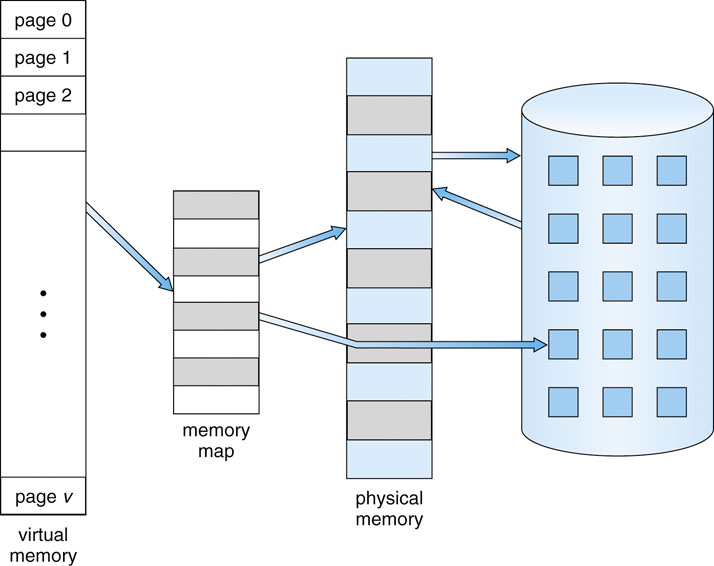 page 0
page 1
page 2
page v
virtual
memory
memory
map
physical
memory